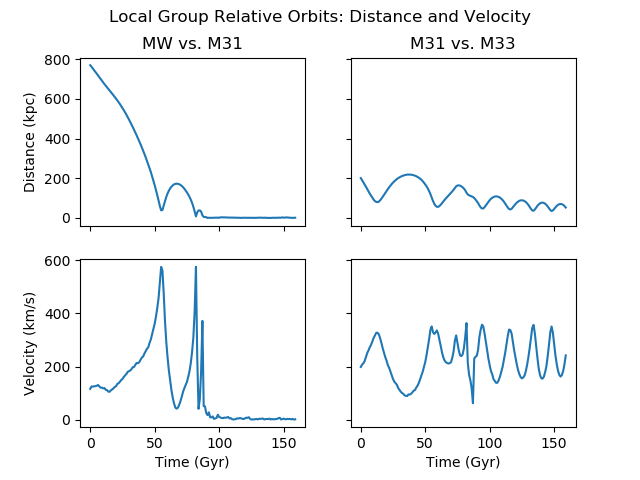 Local Group Relative Orbits: Distance and Velocity
MW vs. M31
M31 vs. M33
800
600
400
200
0
Distance (kpc)
600
400
200
0
Velocity (km/s)
0 50 100 150
Time (Gyr)
0 50 100 150
Time (Gyr)